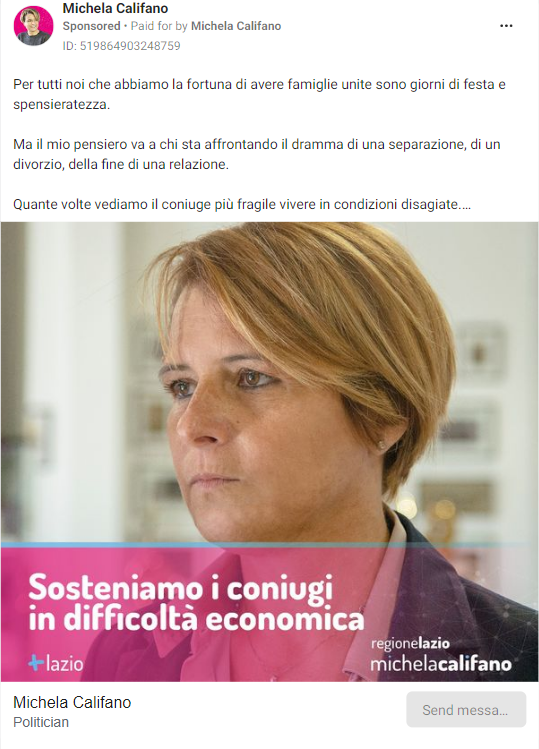 Michela Califano
Sponsored • Paid for by Michela Califano
ID: 519864903248759
Per tutti noi che abbiamo la fortuna di avere famiglie unite sono giorni di festa e
spensieratezza.
Ma il mio pensiero va a chi sta affrontando il dramma di una separazione, di un
divorzio, della fine di una relazione.
Quante volte vediamo il coniuge più fragile vivere in condizioni disagiate....
Sosteniamo i coniugi
in difficoltà economica
+lazio
regionelazio
michelacalifano
Michela Califano
Politician
Send messa...